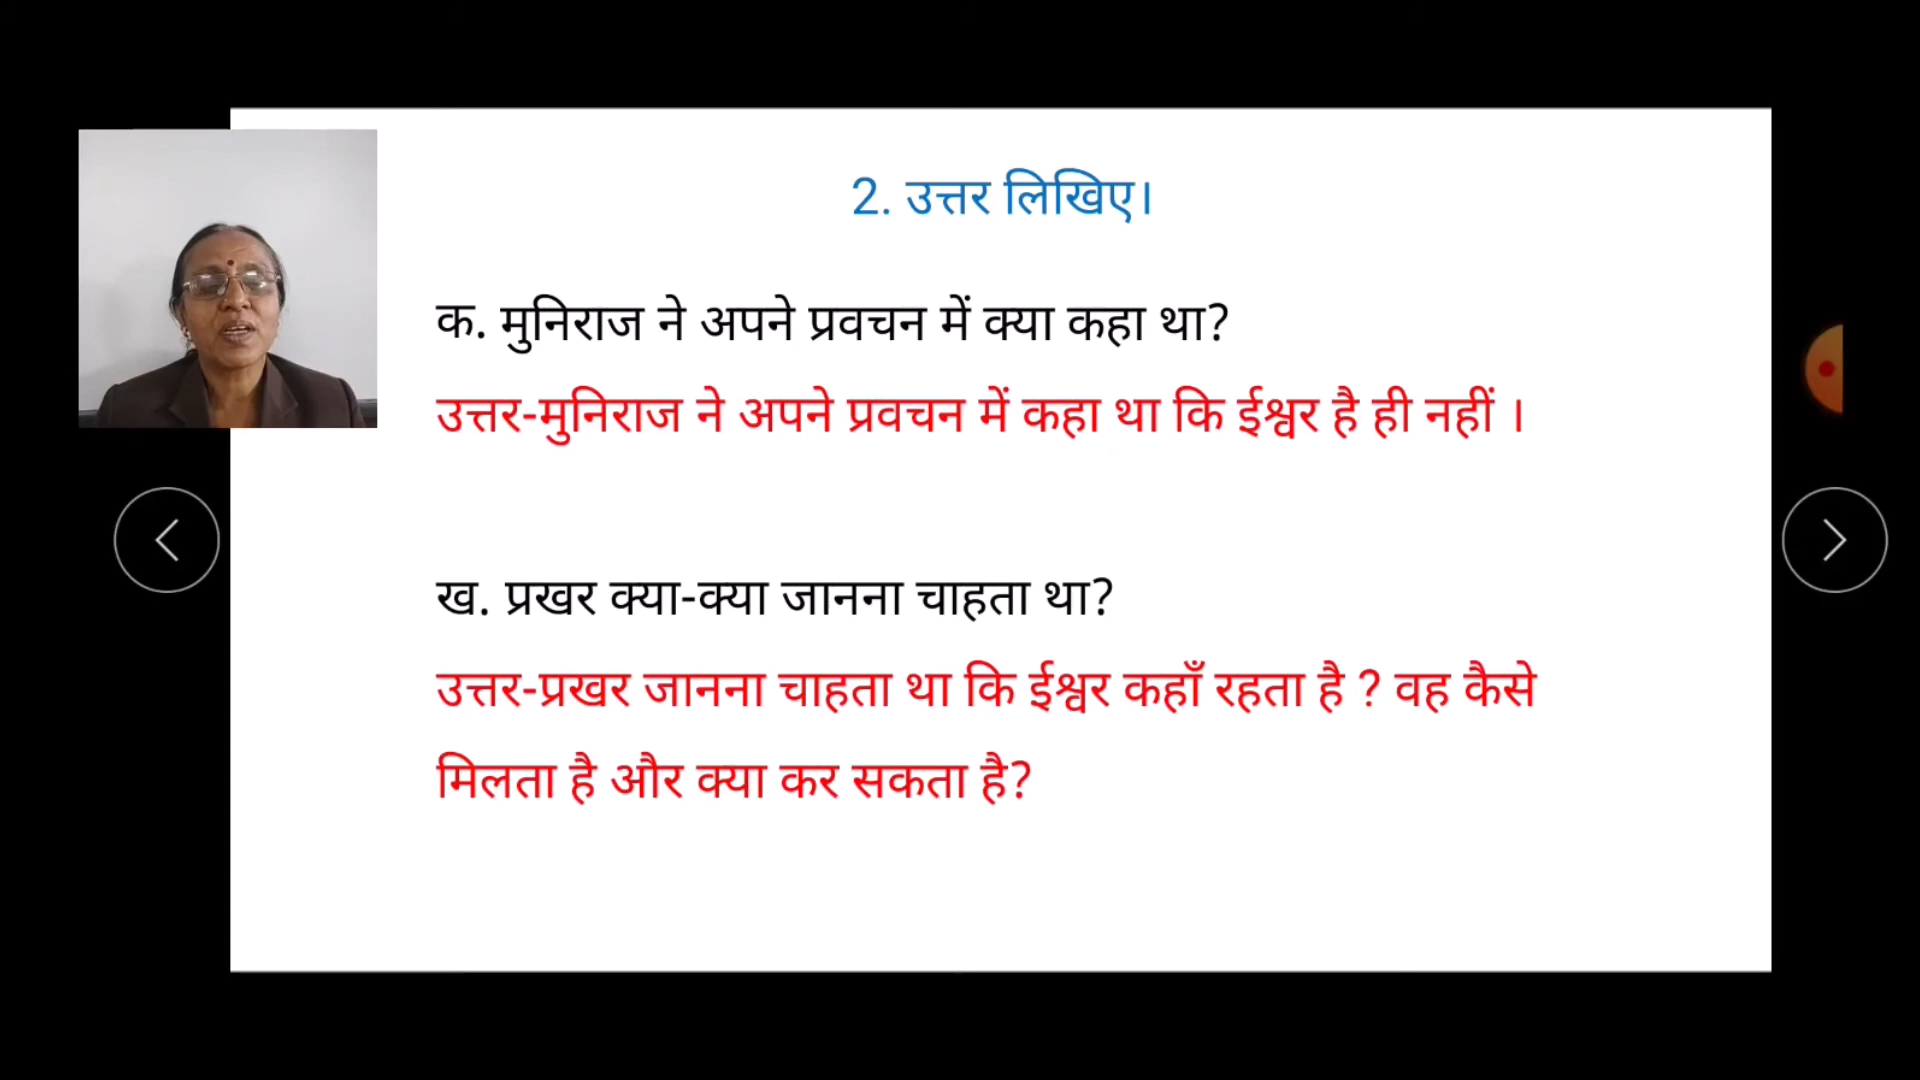 2. उत्तर लिखिए।
क. मुनिराज ने अपने प्रवचन में क्या कहा था?
उत्तर-मुनिराज ने अपने प्रवचन में कहा था कि ईश्वर है ही नहीं ।
ख. प्रखर क्या-क्या जानना चाहता था?
उत्तर-प्रखर जानना चाहता था कि ईश्वर कहाँ रहता है ? वह कैसे
मिलता है और क्या कर सकता है?